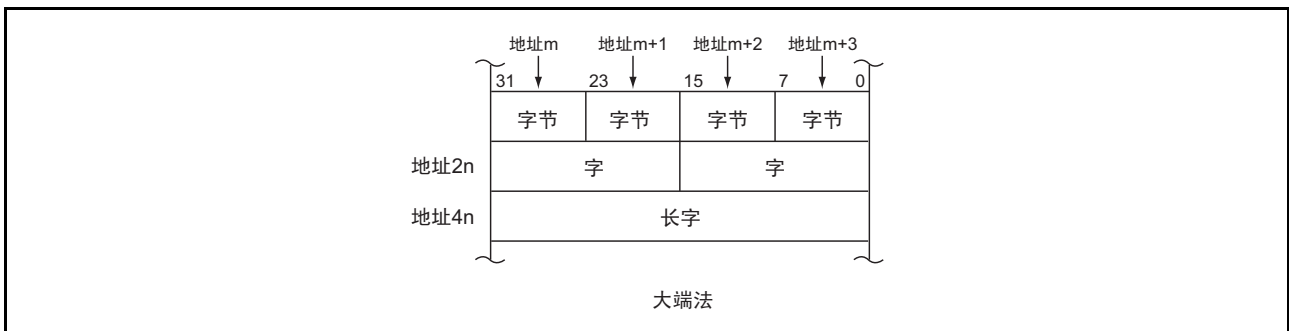 地址m 地址m+1 地址m+2 地址m+3
31 23 15 7 0
字节 字节 字节 字节
地址2n 字 字
地址4n 长字
大端法